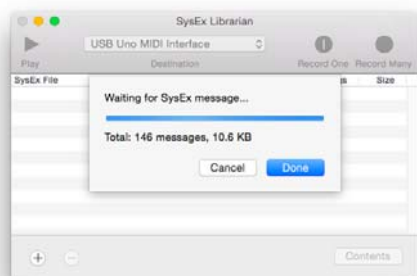 SysEx Librarian
USB Uno MIDI Interface
Play
Destination
Record One
Record Many
SysEx File
Size
Waiting for SysEx message...
Total: 146 messages, 10.6 KB
Cancel
Done
Contents